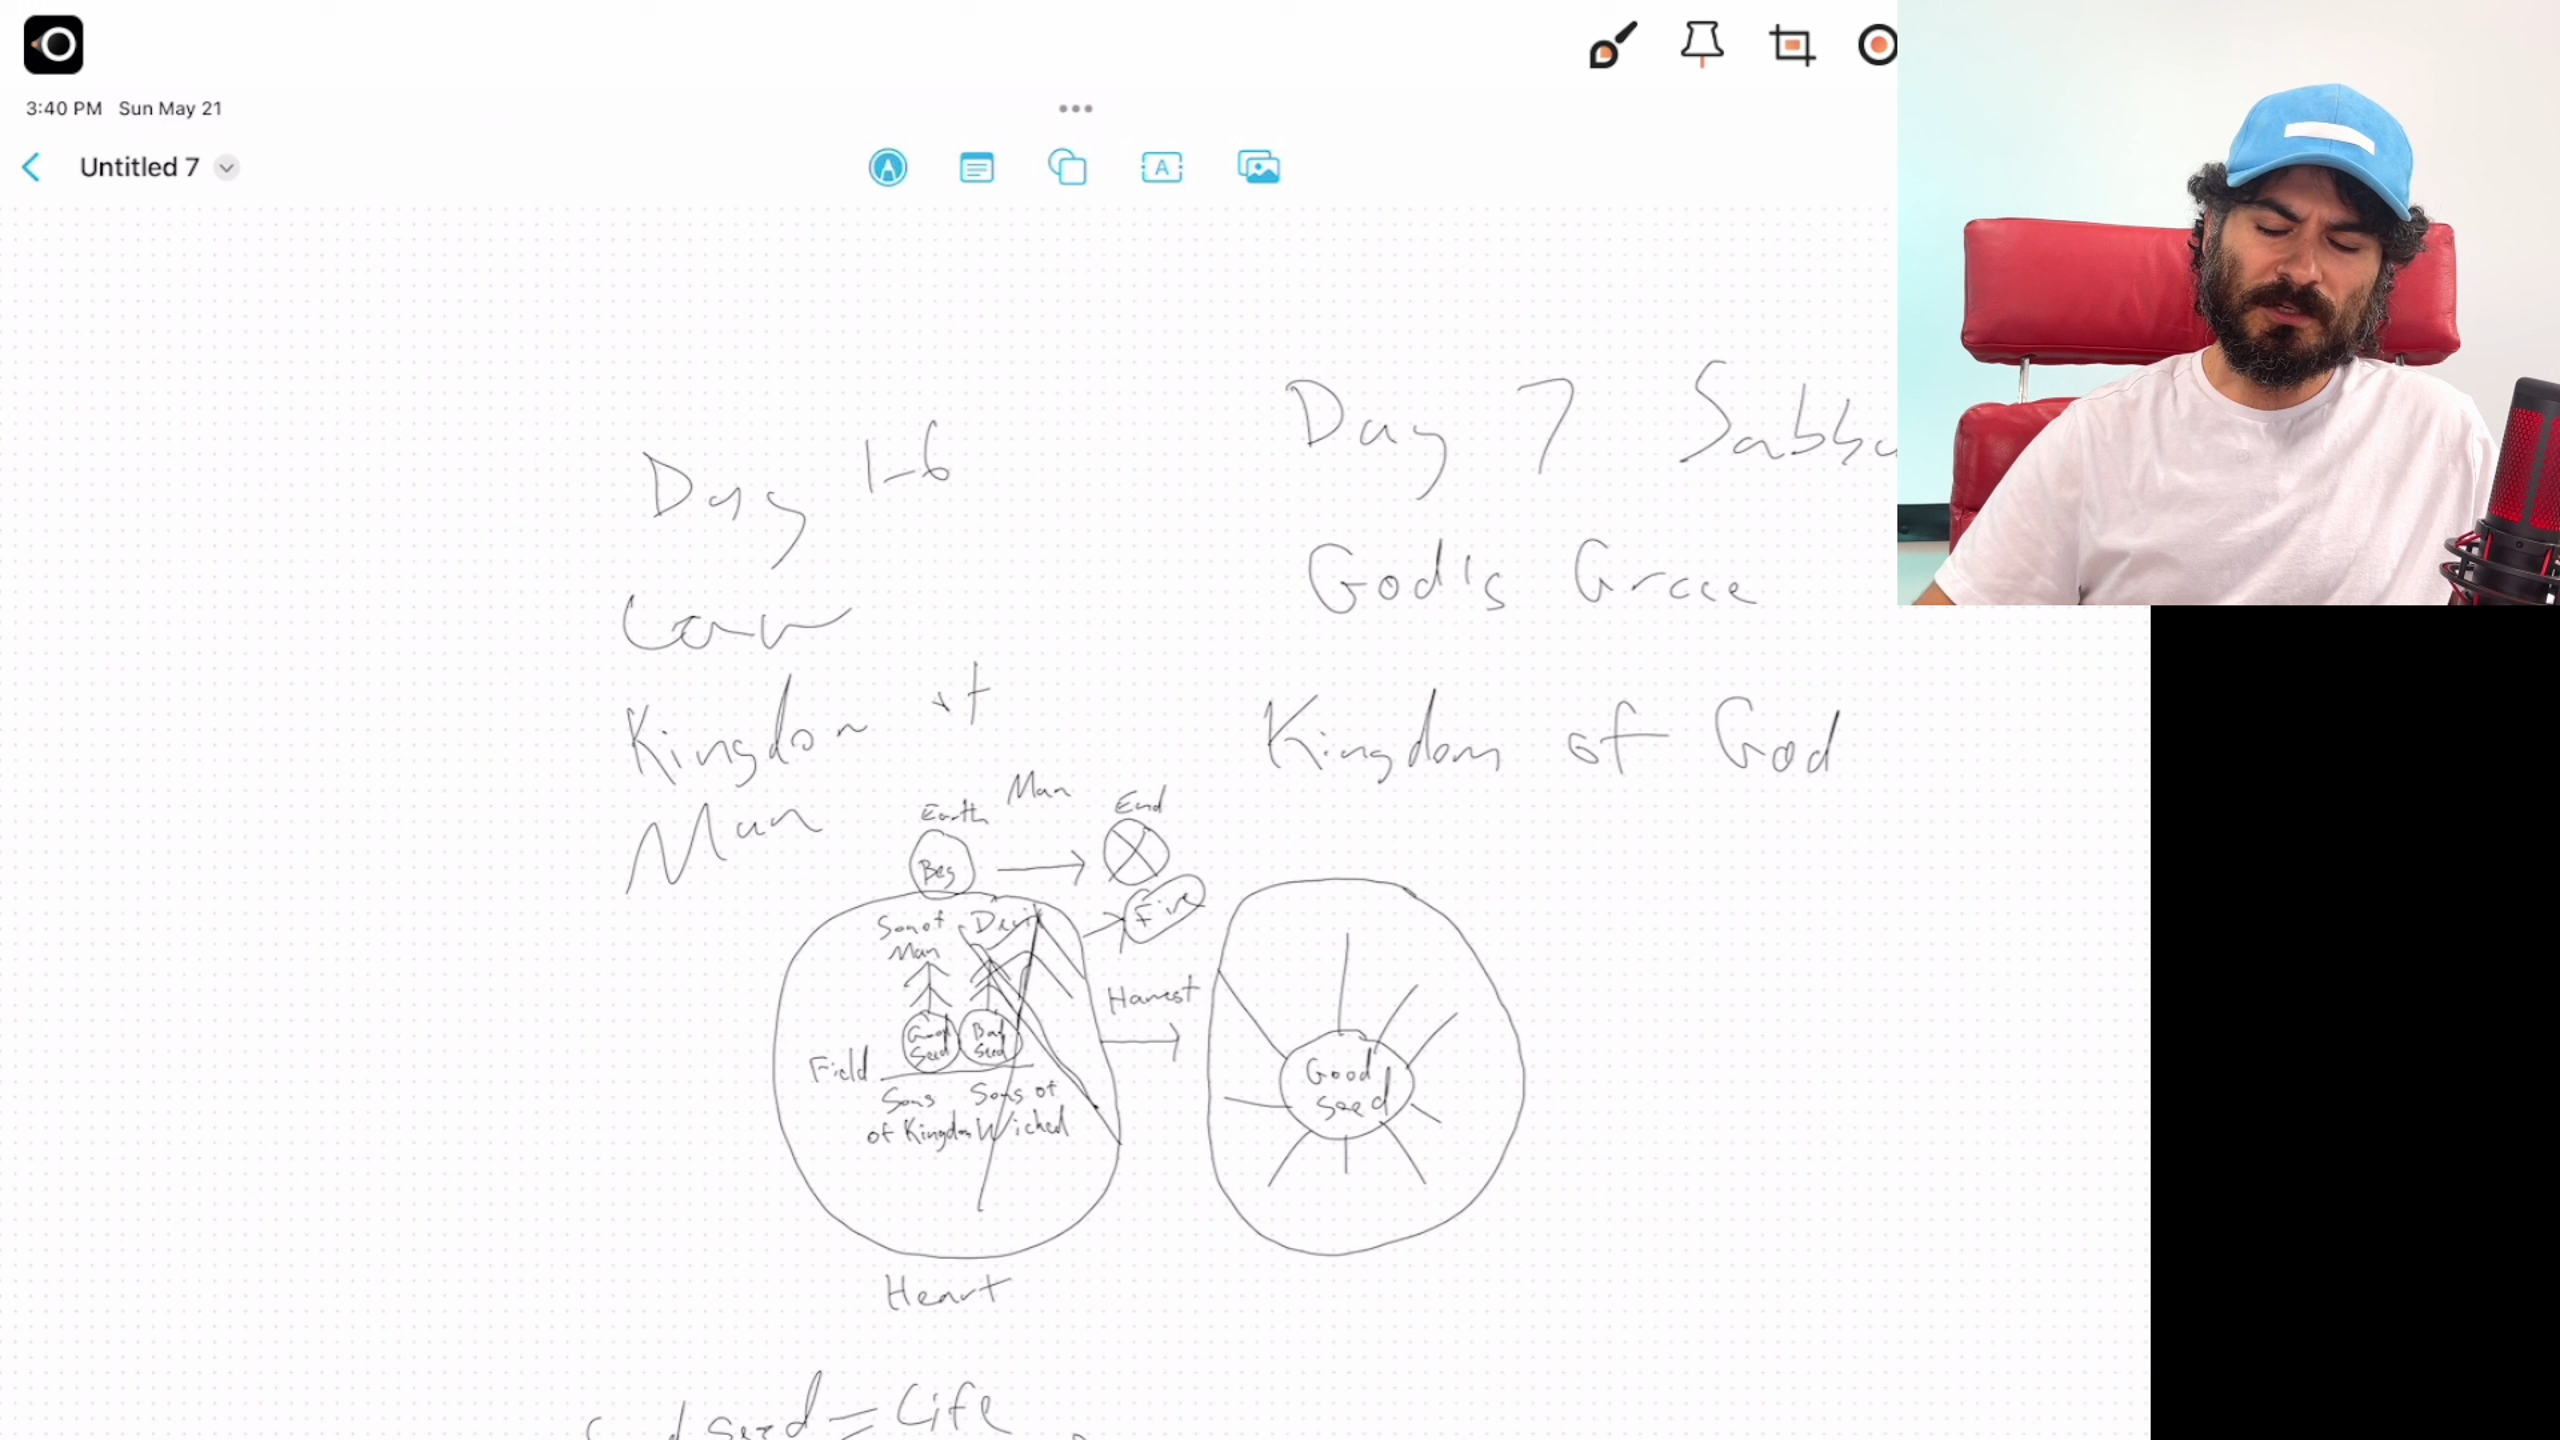 3:40 PM Sun May 21
Untitled 7
A
Day 1-6
Law
Kingdom of
Man
Day 7 Sabba
God's Grace
Kingdom of God
Earth
Man
End
Beg
Fire
Son of
Man
Devil
Good
Seed
Bad
Seed
Field
Sons
of Kingdom
Sons of
Wicked
Harvest
Good
seed
Heart
seed = Life